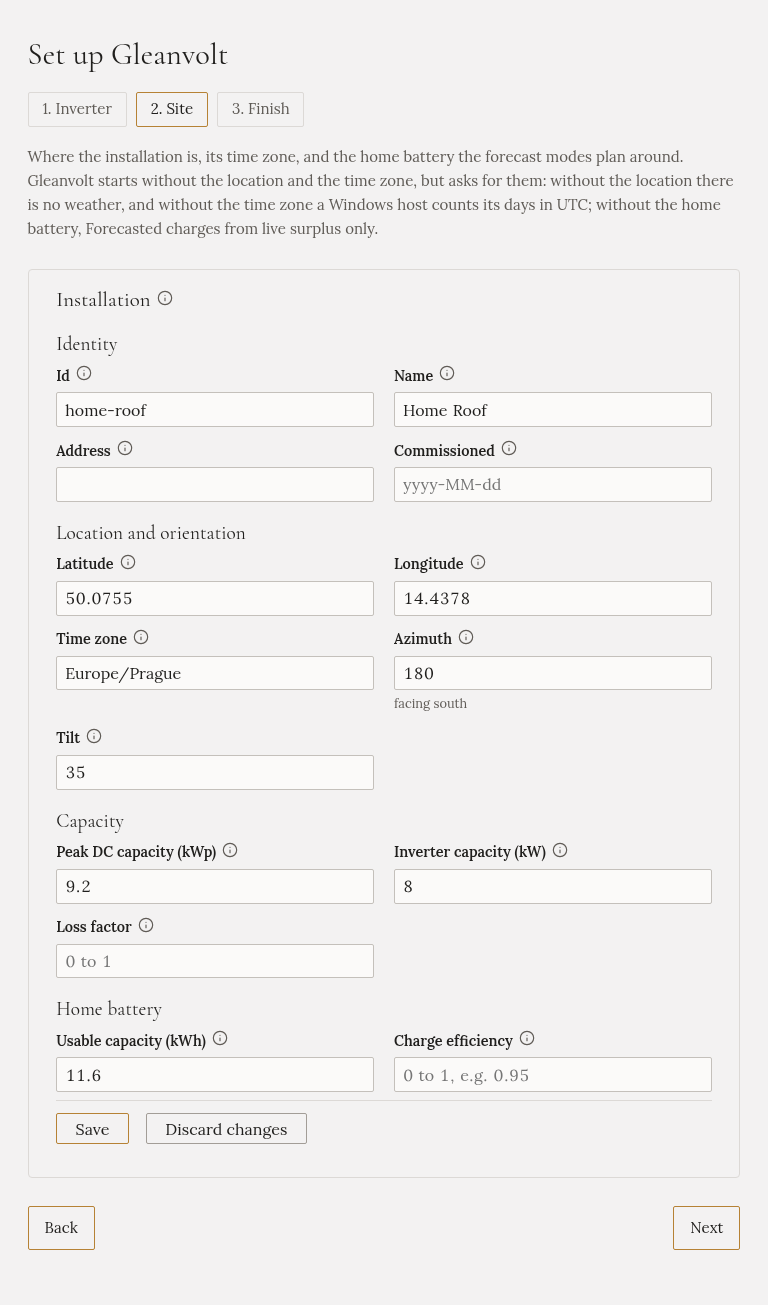 Set up Gleanvolt
1. Inverter
2. Site
3. Finish
Where the installation is, its time zone, and the home battery the forecast modes plan around.
Gleanvolt starts without the location and the time zone, but asks for them: without the location there
is no weather, and without the time zone a Windows host counts its days in UTC; without the home
battery, Forecasted charges from live surplus only.
Installation
Identity
Id
Name
home-roof
Home Roof
Address
Commissioned
yyyy-MM-dd
Location and orientation
Latitude
Longitude
50.0755
14.4378
Time zone
Azimuth
Europe/Prague
180
facing south
Tilt
35
Capacity
Peak DC capacity (kWp)
Inverter capacity (kW)
9.2
8
Loss factor
0 to 1
Home battery
Usable capacity (kWh)
Charge efficiency
11.6
0 to 1, e.g. 0.95
Save
Discard changes
Back
Next